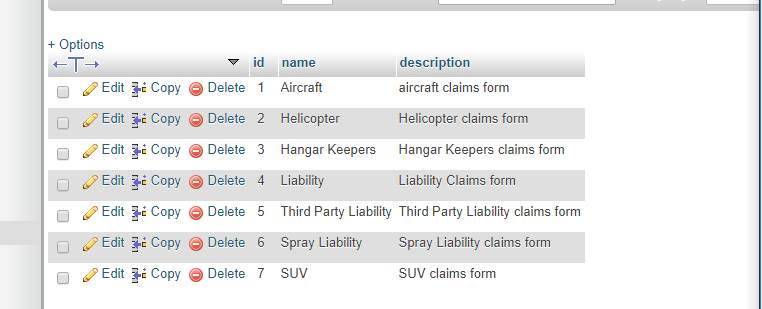 + Options
id name description
Edit Copy Delete 1 Aircraft aircraft claims form
Edit Copy Delete 2 Helicopter Helicopter claims form
Edit Copy Delete 3 Hangar Keepers Hangar Keepers claims form
Edit Copy Delete 4 Liability Liability Claims form
Edit Copy Delete 5 Third Party Liability Third Party Liability claims form
Edit Copy Delete 6 Spray Liability Spray Liability claims form
Edit Copy Delete 7 SUV SUV claims form